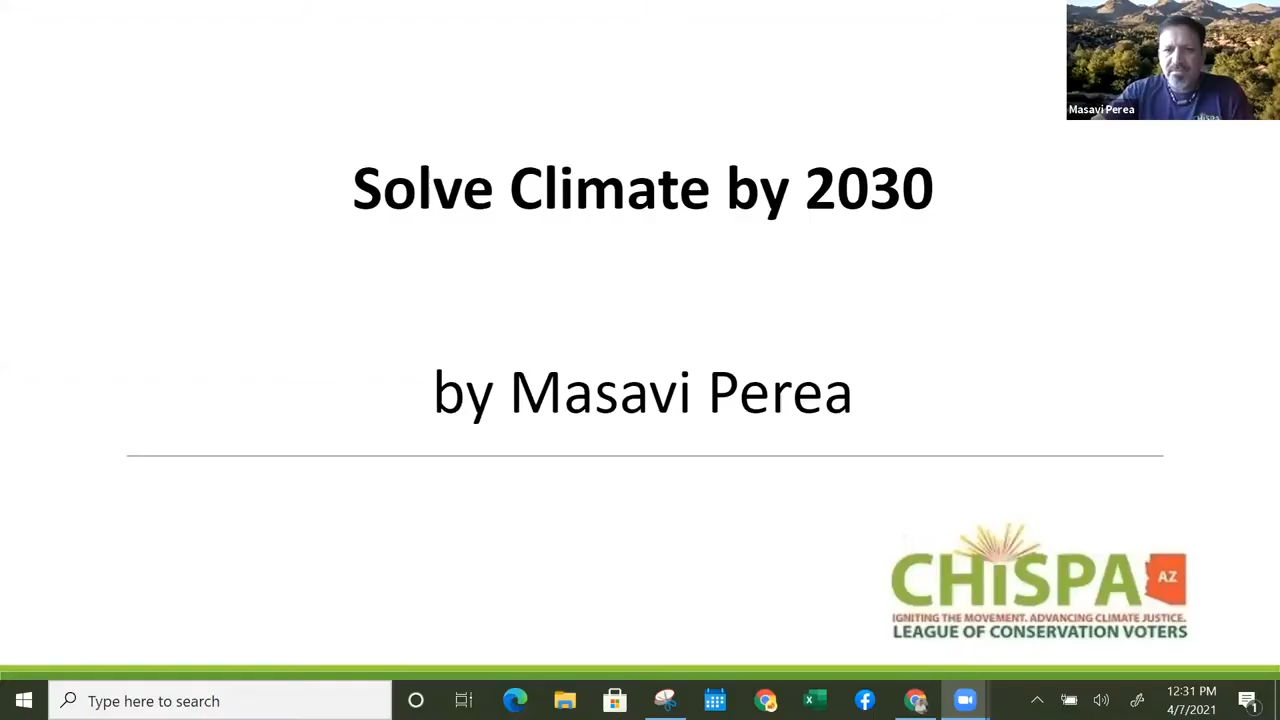 Masavi Perea
Solve Climate by 2030
by Masavi Perea
CHiSPA
AZ
IGNITING THE MOVEMENT. ADVANCING CLIMATE JUSTICE.
LEAGUE OF CONSERVATION VOTERS
Type here to search
12:31 PM
4/7/2021
1